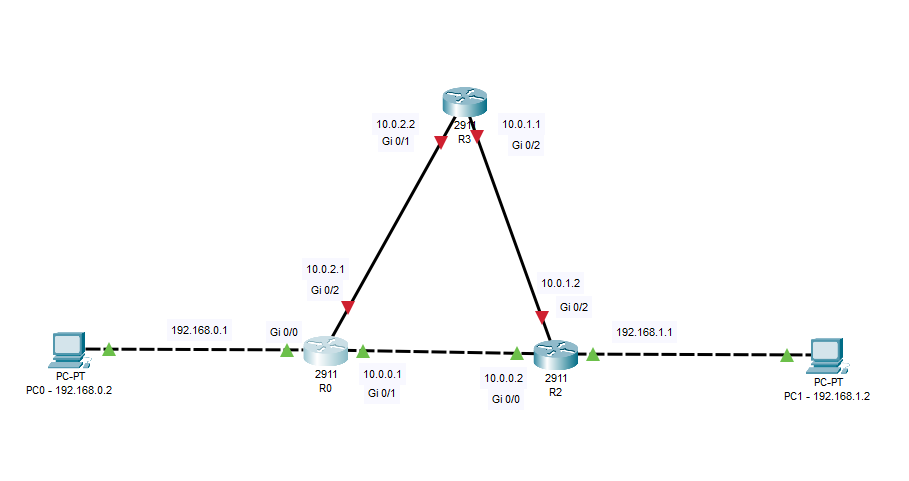 10.0.2.2
Gi 0/1
2911
R3
10.0.1.1
Gi 0/2
10.0.2.1
Gi 0/2
10.0.1.2
Gi 0/2
192.168.0.1
Gi 0/0
192.168.1.1
PC-PT
PC0 - 192.168.0.2
2911
R0
10.0.0.1
Gi 0/1
10.0.0.2
Gi 0/0
2911
R2
PC-PT
PC1 - 192.168.1.2